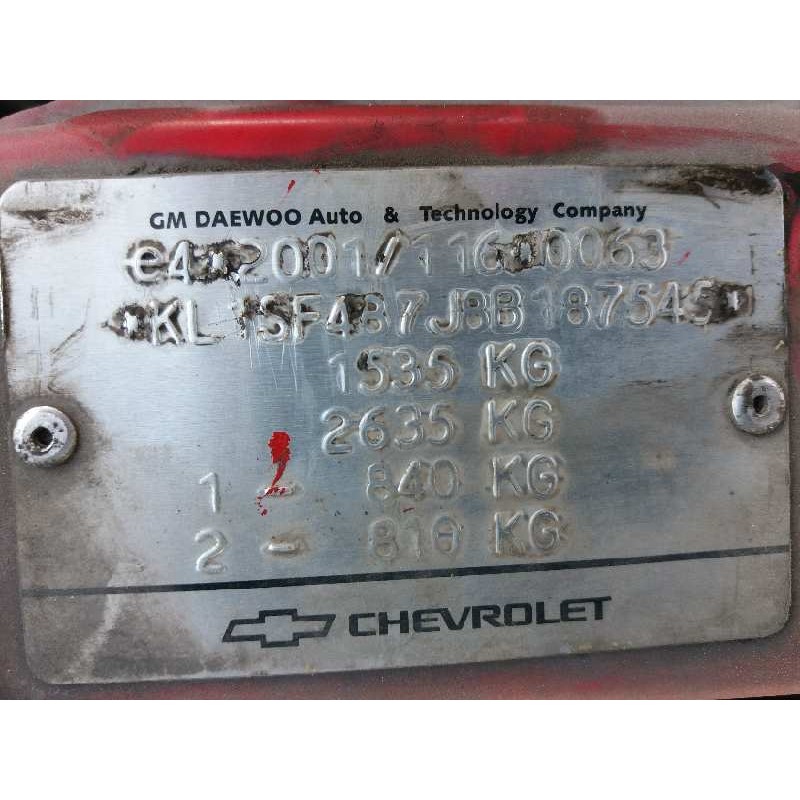 GM DAEWOO Auto & Technology Company
e4*2001/116*0063
*KL1SF487J8B187545*
1535 KG
2635 KG
1 - 840 KG
2 - 810 KG
CHEVROLET